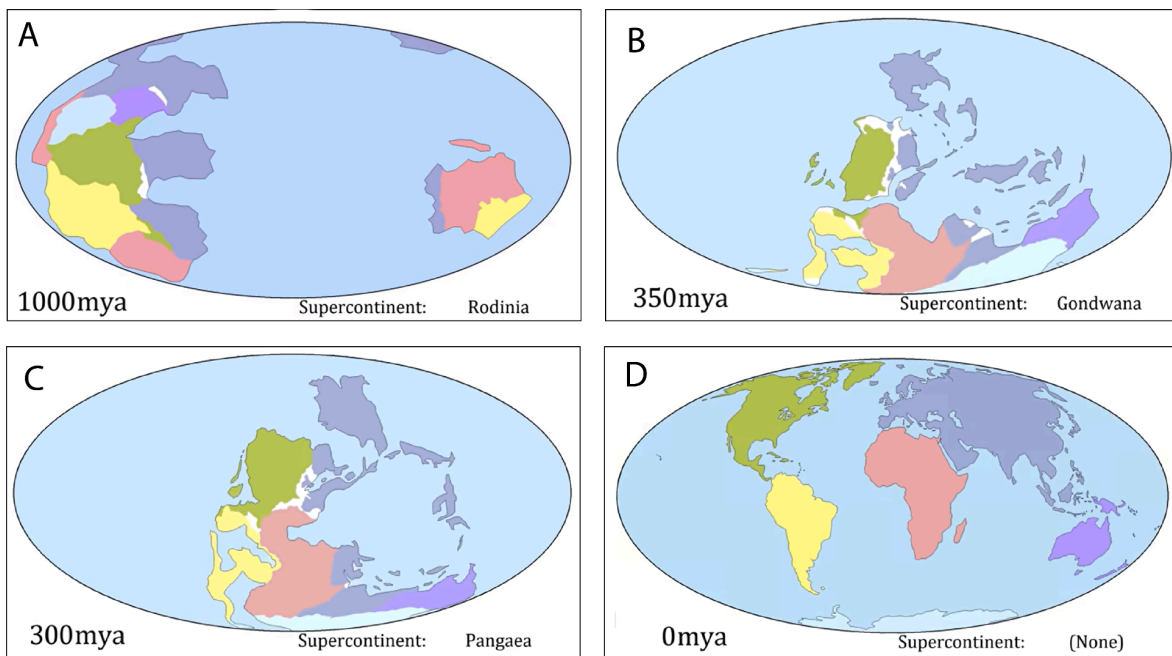 A
1000mya
Supercontinent: Rodinia
B
350mya
Supercontinent: Gondwana
C
300mya
Supercontinent: Pangaea
D
0mya
Supercontinent: (None)